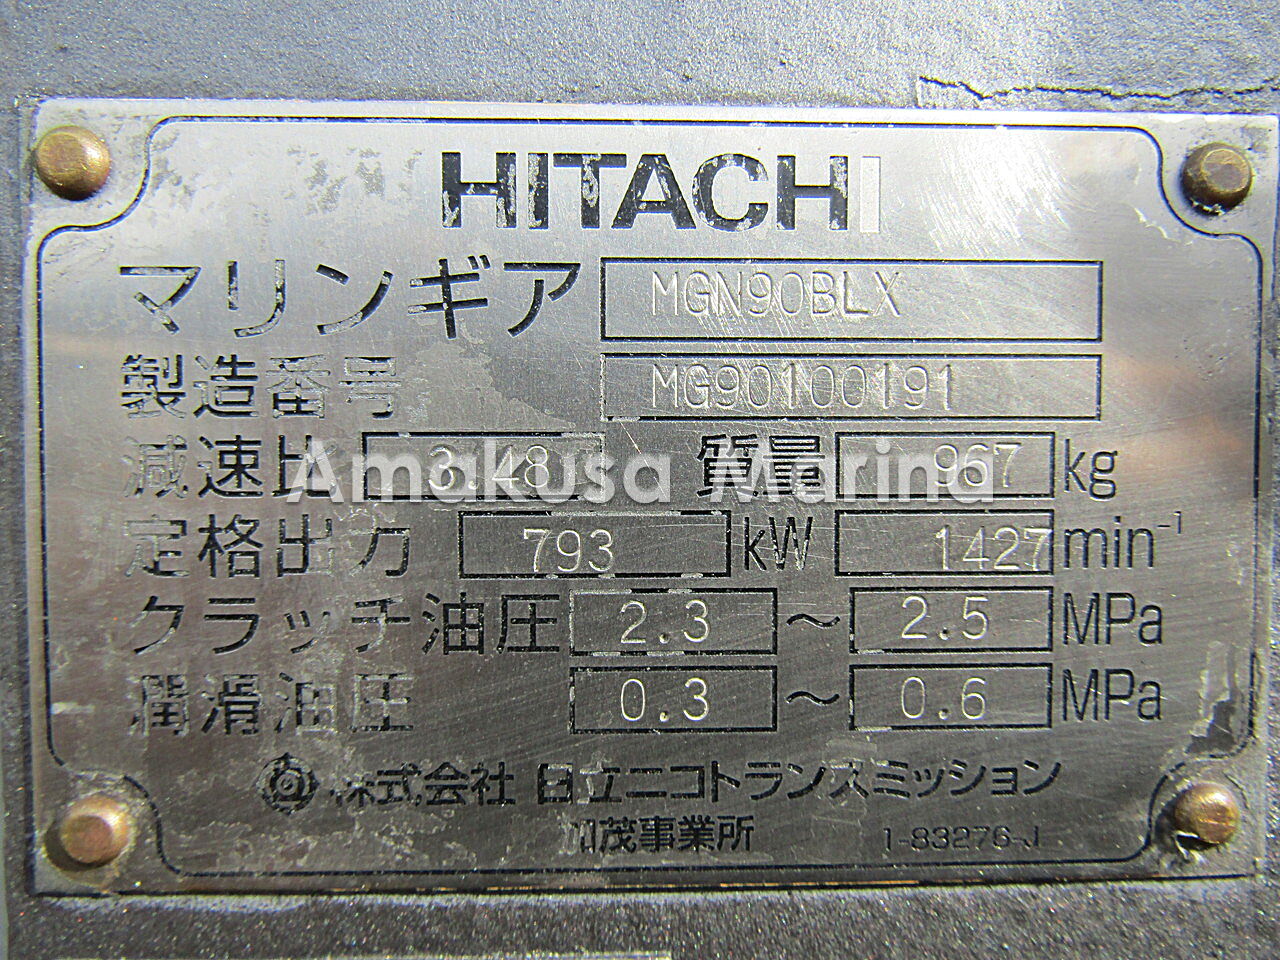 HITACHI
マリンギア MGN90BLX
製造番号 MG90100191
減速比 3.48 質量 967 kg
Amakusa Marina
定格出力 793 kW 1427 min⁻¹
クラッチ油圧 2.3 ~ 2.5 MPa
潤滑油圧 0.3 ~ 0.6 MPa
株式会社 日立ニコトランスミッション
加茂事業所 1-83276-J